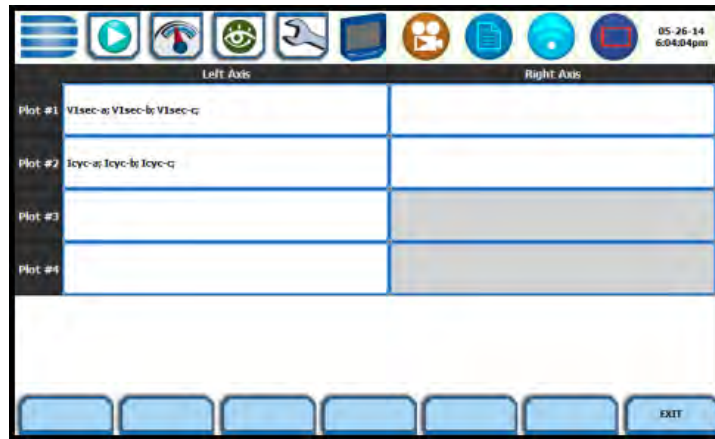 05-26-14
6:04:04pm
Left Axis Right Axis
Plot #1 V1sec-a; V1sec-b; V1sec-c;
Plot #2 Icyc-a; Icyc-b; Icyc-c;
Plot #3
Plot #4
EXIT